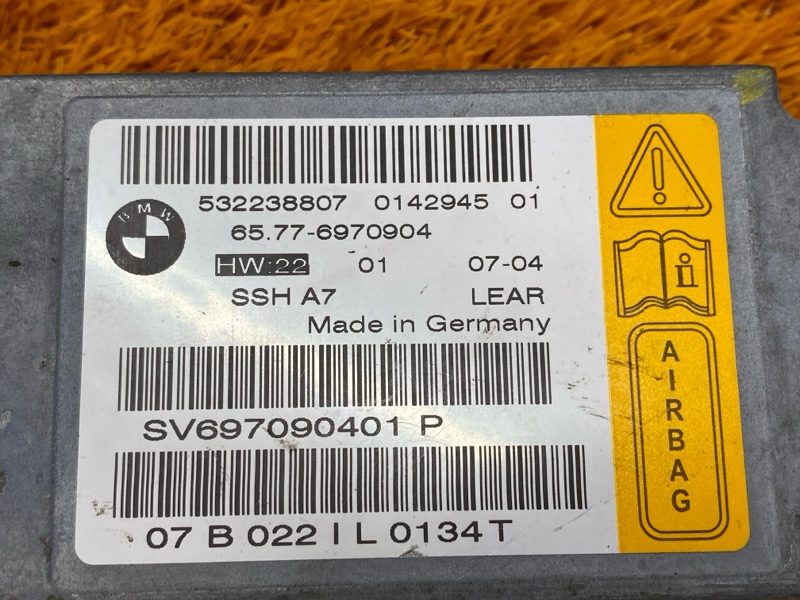 532238807 0142945 01
BMW
65.77-6970904
HW:22 01 07-04
SSH A7 LEAR
Made in Germany
SV697090401 P
07 B 022 I L 0134 T
!
i
AIRBAG